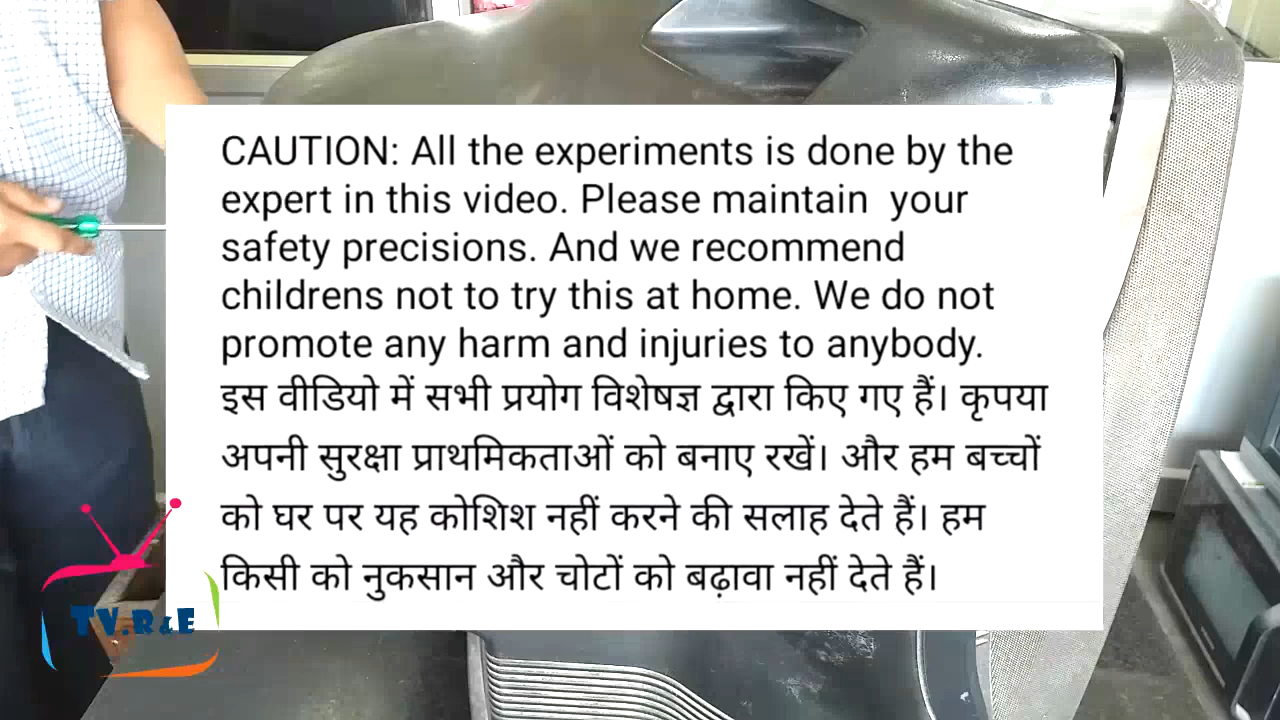 CAUTION: All the experiments is done by the
expert in this video. Please maintain your
safety precisions. And we recommend
childrens not to try this at home. We do not
promote any harm and injuries to anybody.
इस वीडियो में सभी प्रयोग विशेषज्ञ द्वारा किए गए हैं। कृपया
अपनी सुरक्षा प्राथमिकताओं को बनाए रखें। और हम बच्चों
को घर पर यह कोशिश नहीं करने की सलाह देते हैं। हम
किसी को नुकसान और चोटों को बढ़ावा नहीं देते हैं।
TV.R&E